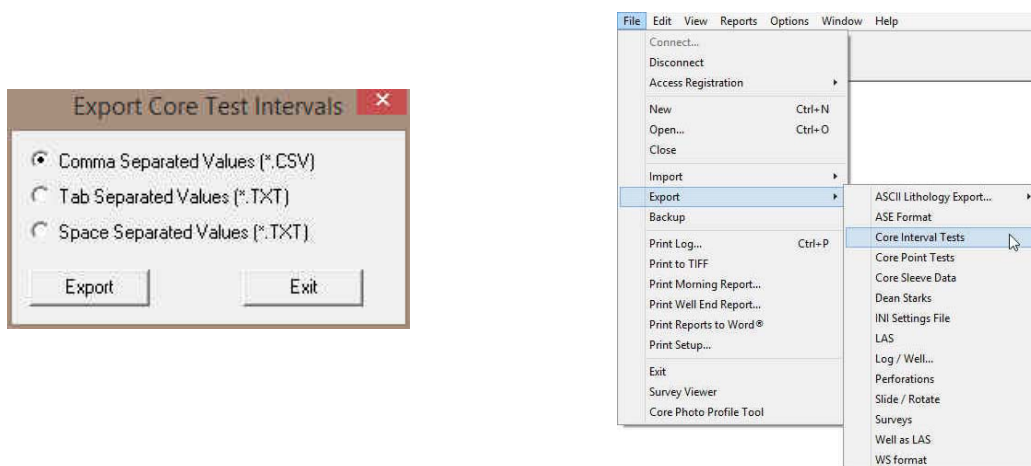 Export Core Test Intervals
Comma Separated Values (*.CSV)
Tab Separated Values (*.TXT)
Space Separated Values (*.TXT)
Export Exit
File Edit View Reports Options Window Help
Connect...
Disconnect
Access Registration
New Ctrl+N
Open... Ctrl+O
Close
Import
Export
Backup
Print Log... Ctrl+P
Print to TIFF
Print Morning Report...
Print Well End Report...
Print Reports to Word®
Print Setup...
Exit
Survey Viewer
Core Photo Profile Tool
ASCII Lithology Export...
ASE Format
Core Interval Tests
Core Point Tests
Core Sleeve Data
Dean Starks
INI Settings File
LAS
Log / Well...
Perforations
Slide / Rotate
Surveys
Well as LAS
WS format